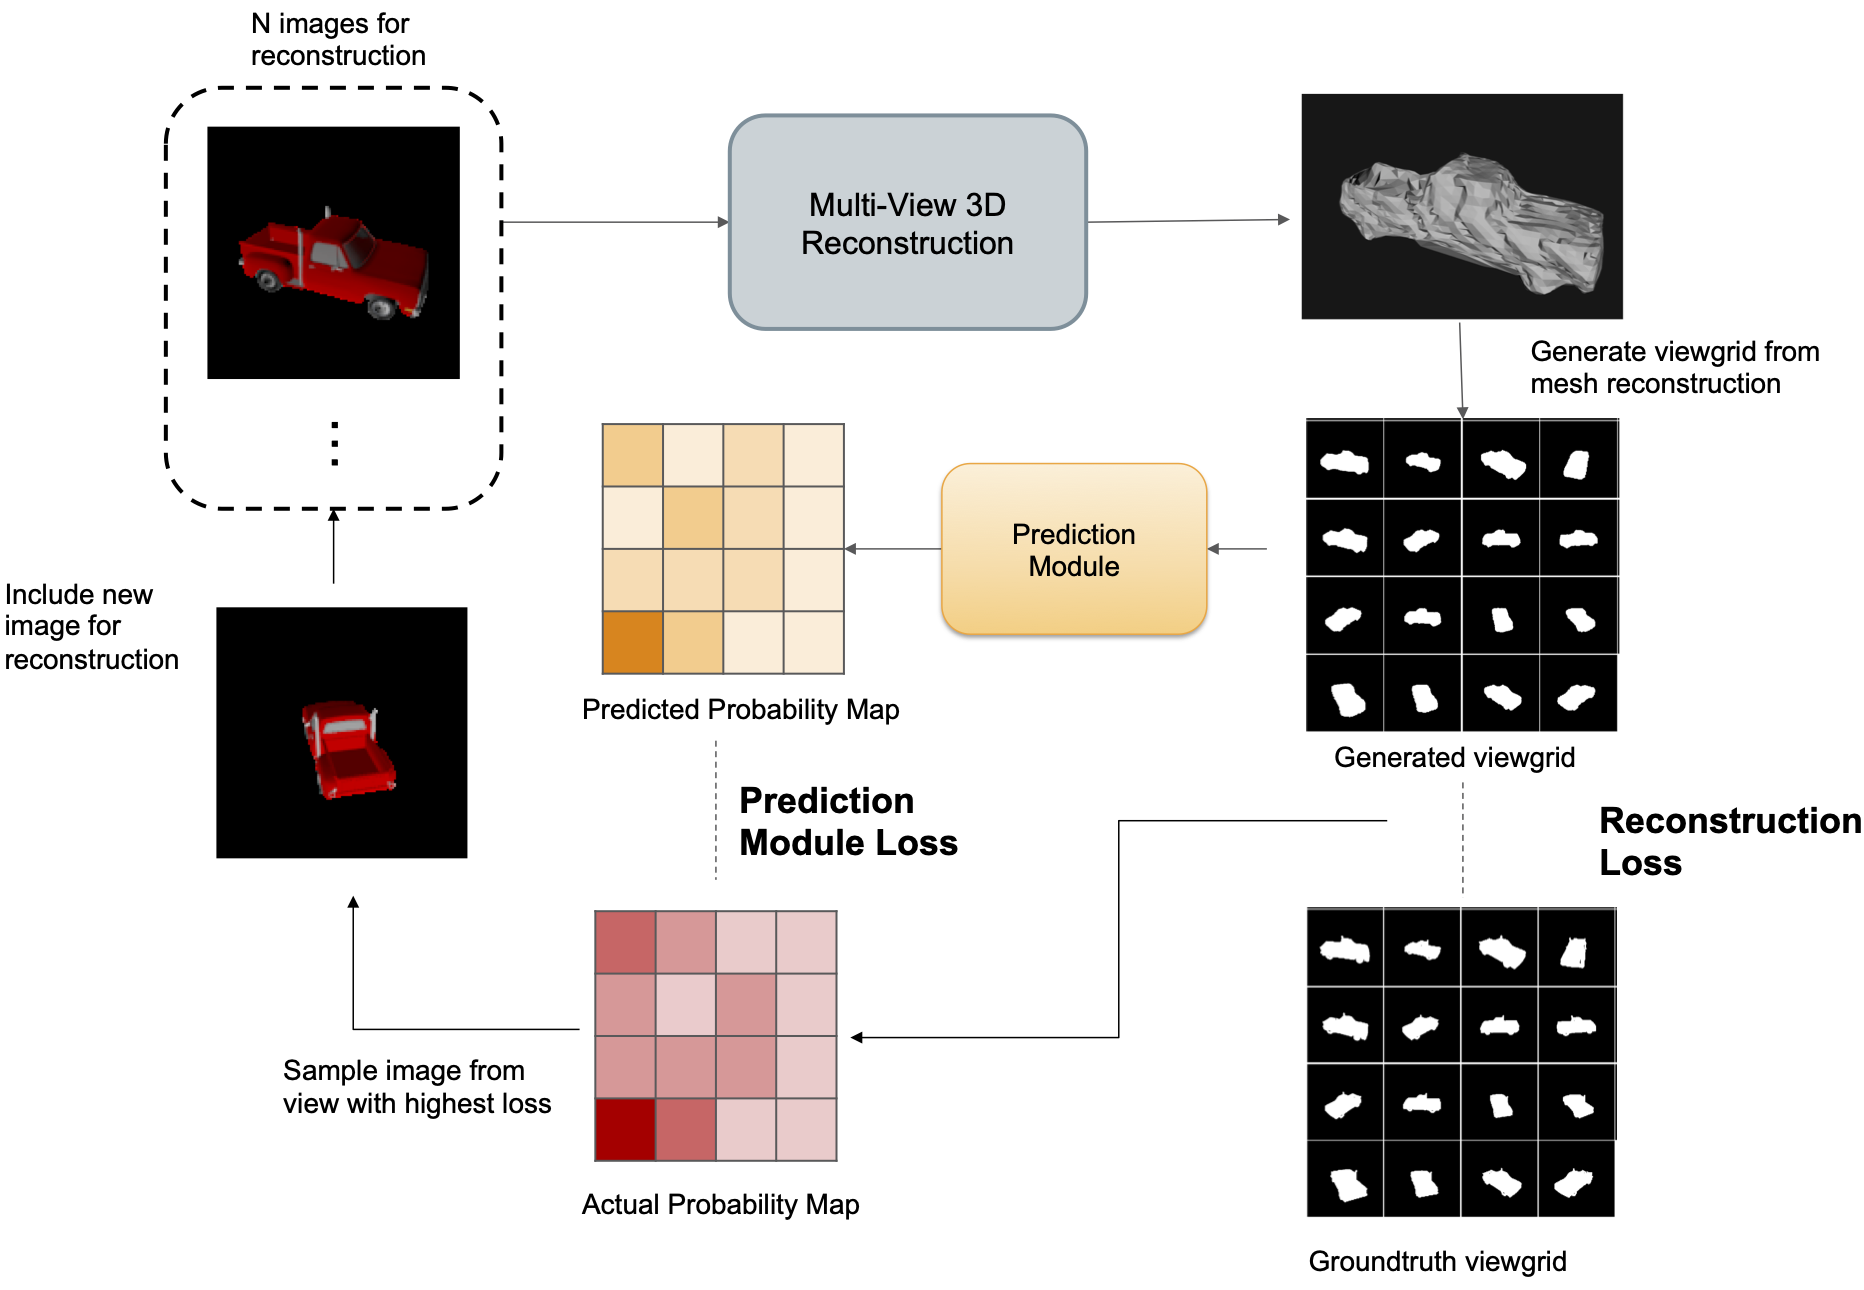 N images for
reconstruction
Multi-View 3D
Reconstruction
Generate viewgrid from
mesh reconstruction
Prediction
Module
Include new
image for
reconstruction
Predicted Probability Map
Generated viewgrid
Prediction
Module Loss
Reconstruction
Loss
Sample image from
view with highest loss
Actual Probability Map
Groundtruth viewgrid